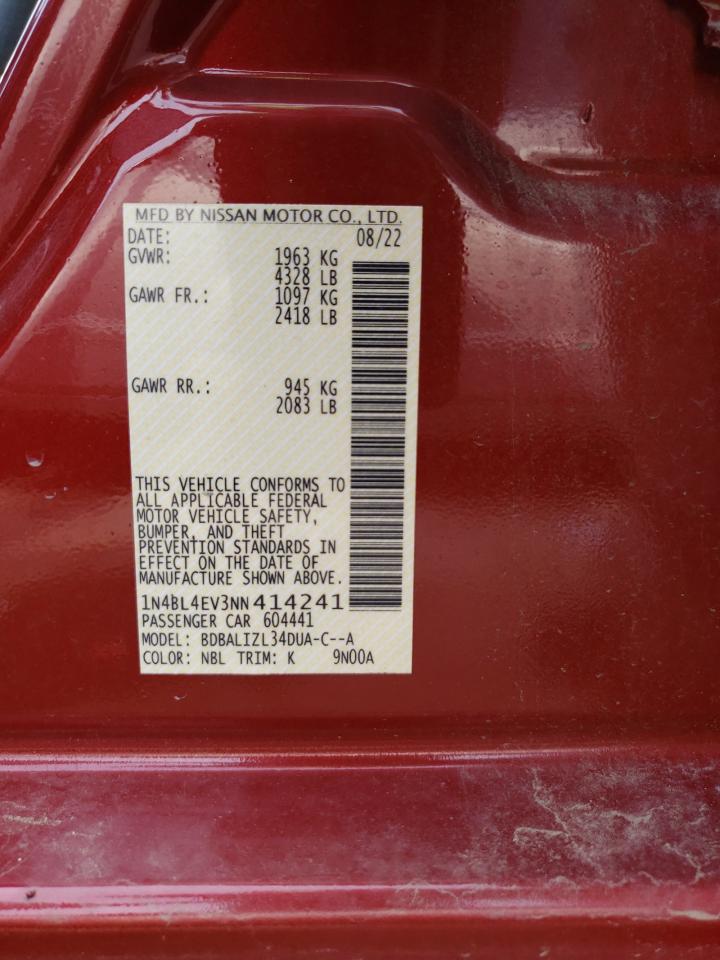 MFD BY NISSAN MOTOR CO., LTD.
DATE: 08/22
GVWR: 1963 KG
4328 LB
GAWR FR.: 1097 KG
2418 LB
GAWR RR.: 945 KG
2083 LB
THIS VEHICLE CONFORMS TO
ALL APPLICABLE FEDERAL
MOTOR VEHICLE SAFETY,
BUMPER, AND THEFT
PREVENTION STANDARDS IN
EFFECT ON THE DATE OF
MANUFACTURE SHOWN ABOVE.
1N4BL4EV3NN414241
PASSENGER CAR 604441
MODEL: BDBALIZL34DUA-C--A
COLOR: NBL TRIM: K 9N00A